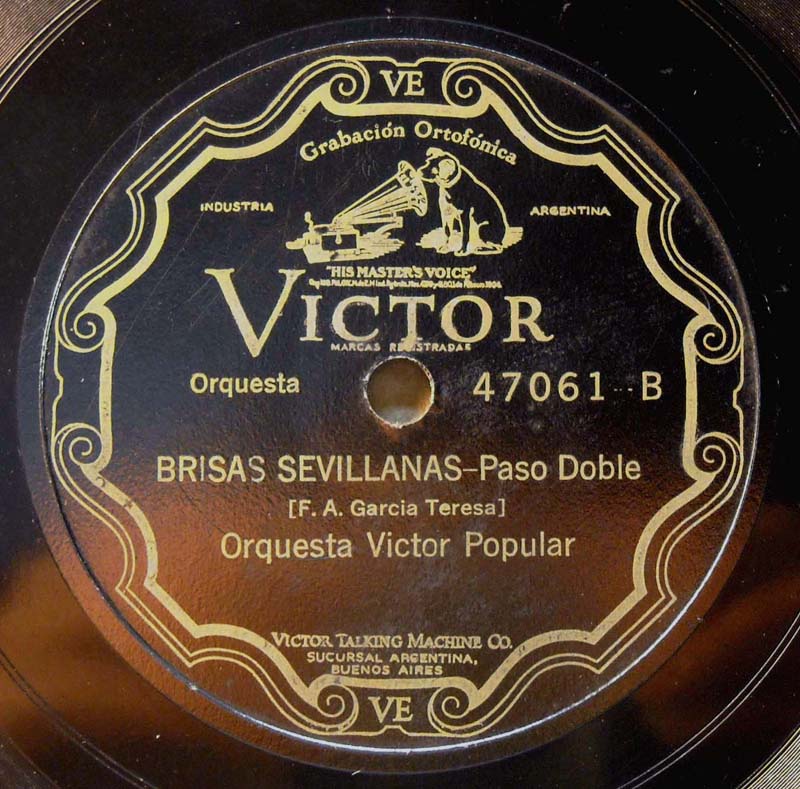 VE
Grabación Ortofónica
INDUSTRIA ARGENTINA
"HIS MASTER'S VOICE"
VICTOR
MARCAS REGISTRADAS
Orquesta 47061-B
BRISAS SEVILLANAS-Paso Doble
[F. A. Garcia Teresa]
Orquesta Victor Popular
VICTOR TALKING MACHINE CO.
SUCURSAL ARGENTINA,
BUENOS AIRES
VE